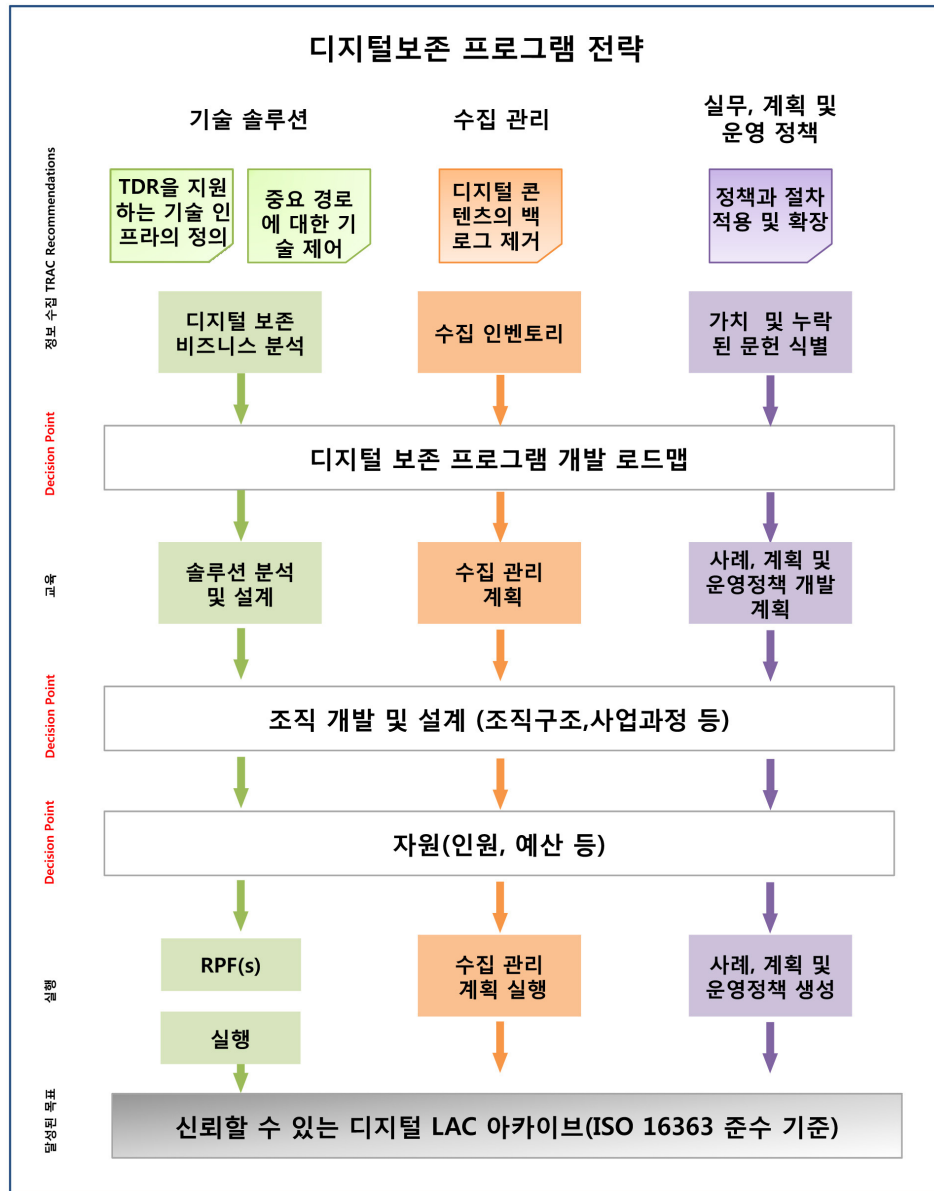 디지털보존 프로그램 전략
기술 솔루션
수집 관리
실무, 계획 및
운영 정책
정보 수집 TRAC Recommendations
TDR을 지원
하는 기술 인
프라의 정의
중요 경로
에 대한 기
술 제어
디지털 콘
텐츠의 백
로그 제거
정책과 절차
적용 및 확장
디지털 보존
비즈니스 분석
수집 인벤토리
가치 및 누락
된 문헌 식별
Decision Point
디지털 보존 프로그램 개발 로드맵
교육
솔루션 분석
및 설계
수집 관리
계획
사례, 계획 및
운영정책 개발
계획
Decision Point
조직 개발 및 설계 (조직구조,사업과정 등)
Decision Point
자원(인원, 예산 등)
실행
RPF(s)
실행
수집 관리
계획 실행
사례, 계획 및
운영정책 생성
달성된 목표
신뢰할 수 있는 디지털 LAC 아카이브(ISO 16363 준수 기준)